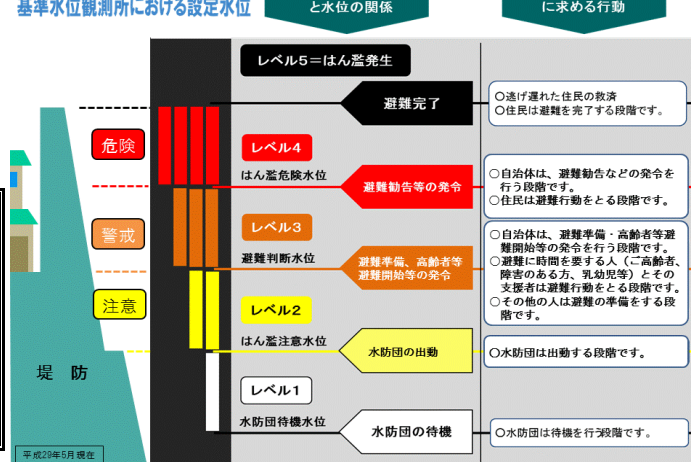 基準水位観測所における設定水位
と水位の関係
に求める行動
レベル5＝はん濫発生
避難完了
○逃げ遅れた住民の救済
○住民は避難を完了する段階です。
危険
レベル4
はん濫危険水位
避難勧告等の発令
○自治体は、避難勧告などの発令を
行う段階です。
○住民は避難行動をとる段階です。
警戒
レベル3
避難判断水位
避難準備、高齢者等
避難開始等の発令
○自治体は、避難準備・高齢者等避
難開始等の発令を行う段階です。
○避難に時間を要する人（ご高齢者、
障害のある方、乳幼児等）とその
支援者は避難行動をとる段階です。
○その他の人は避難の準備をする段
階です。
注意
レベル2
はん濫注意水位
水防団の出動
○水防団は出動する段階です。
堤 防
レベル1
水防団待機水位
水防団の待機
○水防団は待機を行う段階です。
平成29年5月現在